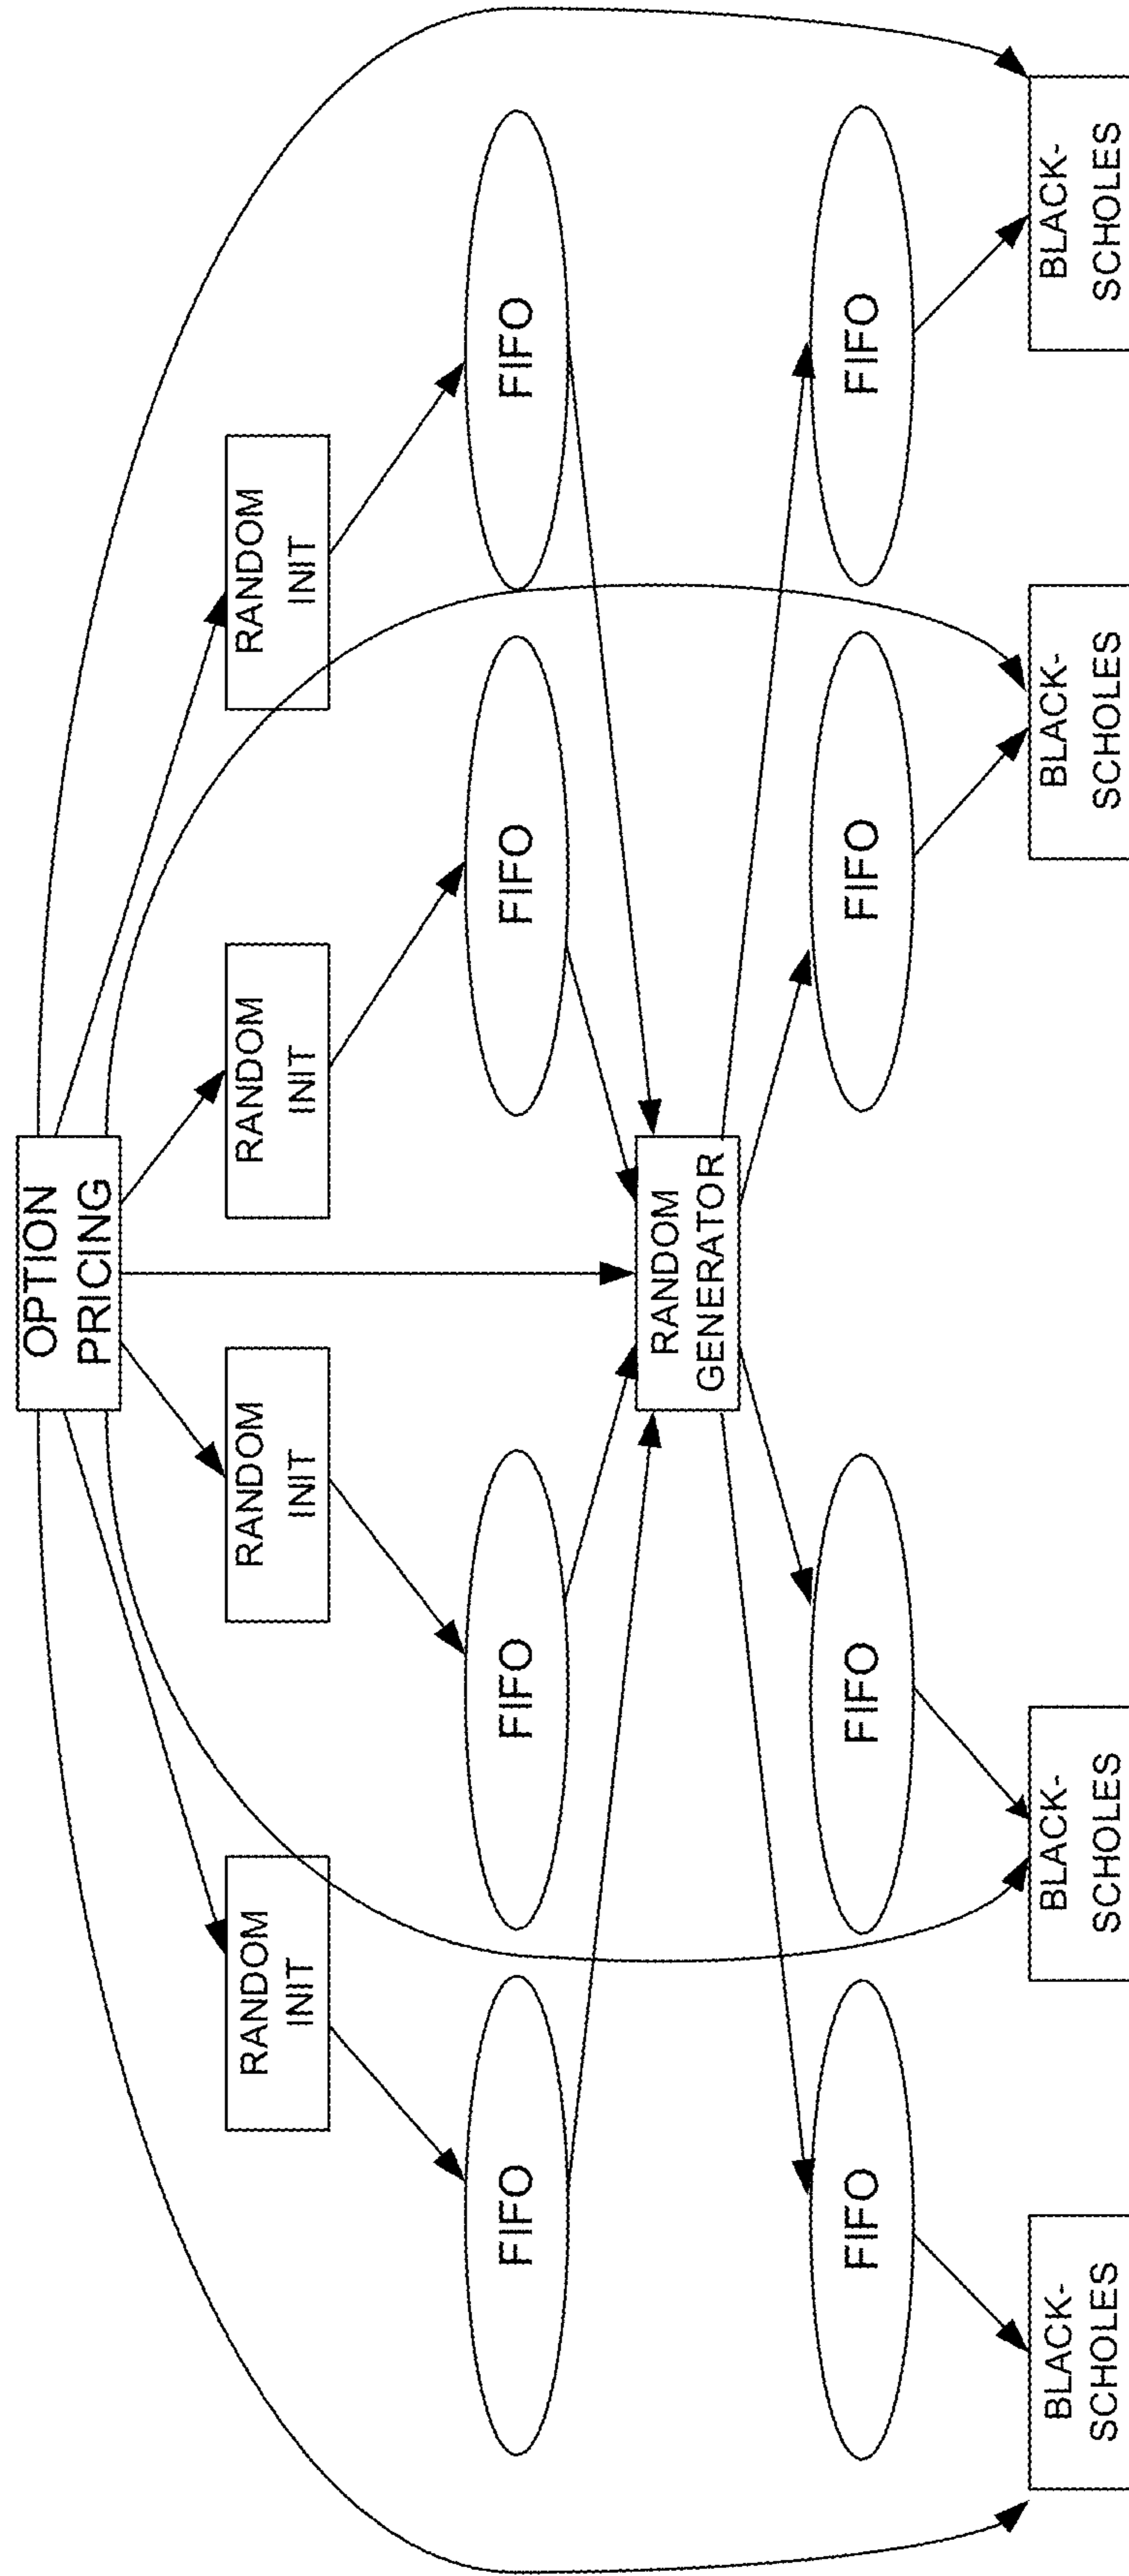 OPTION
PRICING
RANDOM
INIT
RANDOM
INIT
RANDOM
INIT
RANDOM
INIT
FIFO
FIFO
FIFO
FIFO
RANDOM
GENERATOR
FIFO
FIFO
FIFO
FIFO
BLACK-
SCHOLES
BLACK-
SCHOLES
BLACK-
SCHOLES
BLACK-
SCHOLES